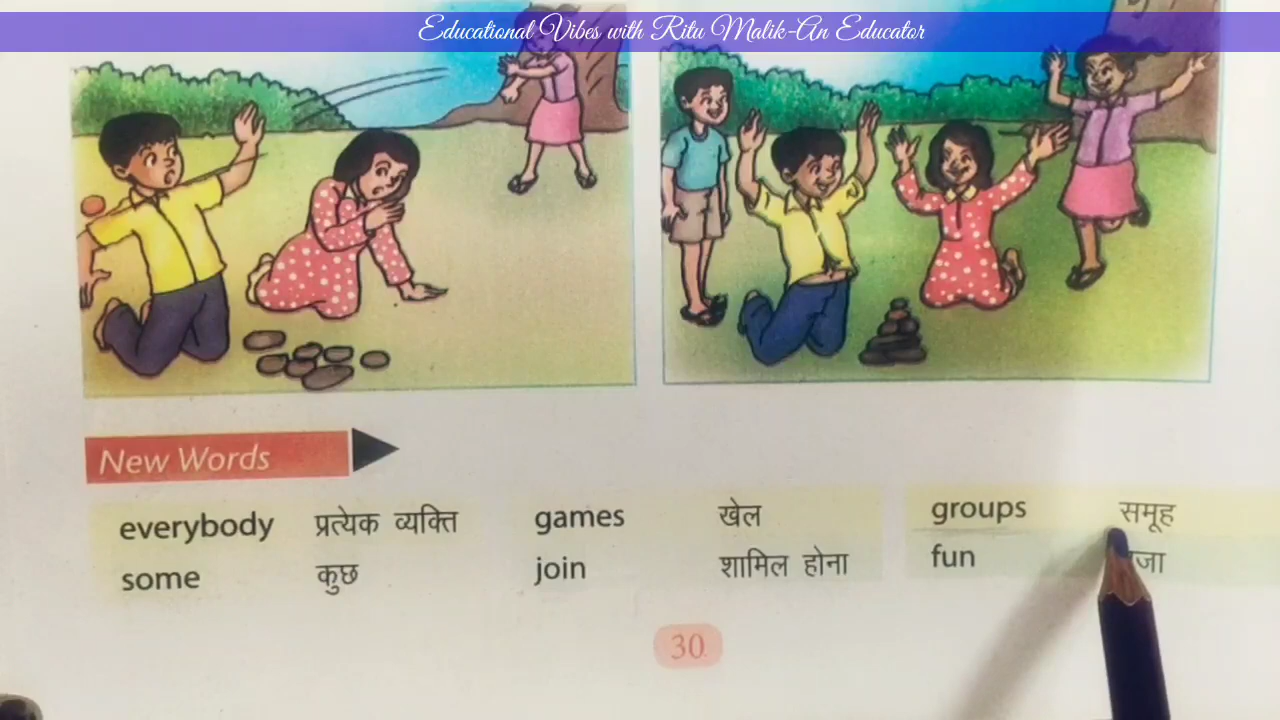 Educational Vibes with Ritu Malik-An Educator
New Words
everybody प्रत्येक व्यक्ति games खेल groups समूह
some कुछ join शामिल होना fun
30